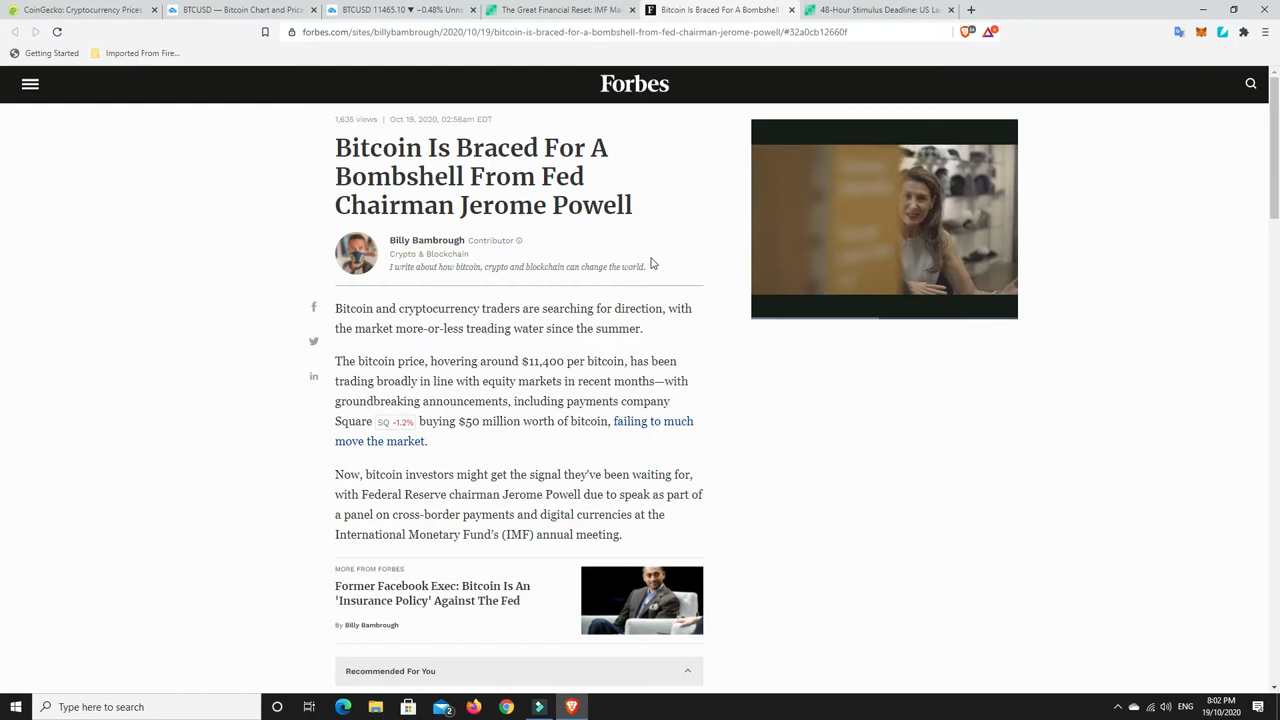 CoinGecko: Cryptocurrency Prices
BTCUSD — Bitcoin Chart and Price
BTCUSD 11465.10 ▼ −0.48% Unna
The Great Financial Reset: IMF Ma
Bitcoin Is Braced For A Bombshell
48-Hour Stimulus Deadline: US La
forbes.com/sites/billybambrough/2020/10/19/bitcoin-is-braced-for-a-bombshell-from-fed-chairman-jerome-powell/#32a0cb12660f
Getting Started
Imported From Fire...
Forbes
1,635 views | Oct 19, 2020, 02:56am EDT
Bitcoin Is Braced For A
Bombshell From Fed
Chairman Jerome Powell
Billy Bambrough Contributor
Crypto & Blockchain
I write about how bitcoin, crypto and blockchain can change the world.
Bitcoin and cryptocurrency traders are searching for direction, with
the market more-or-less treading water since the summer.
The bitcoin price, hovering around $11,400 per bitcoin, has been
trading broadly in line with equity markets in recent months—with
groundbreaking announcements, including payments company
Square SQ -1.2% buying $50 million worth of bitcoin, failing to much
move the market.
Now, bitcoin investors might get the signal they've been waiting for,
with Federal Reserve chairman Jerome Powell due to speak as part of
a panel on cross-border payments and digital currencies at the
International Monetary Fund's (IMF) annual meeting.
MORE FROM FORBES
Former Facebook Exec: Bitcoin Is An
'Insurance Policy' Against The Fed
By Billy Bambrough
Recommended For You
Type here to search
2
ENG
8:02 PM
19/10/2020